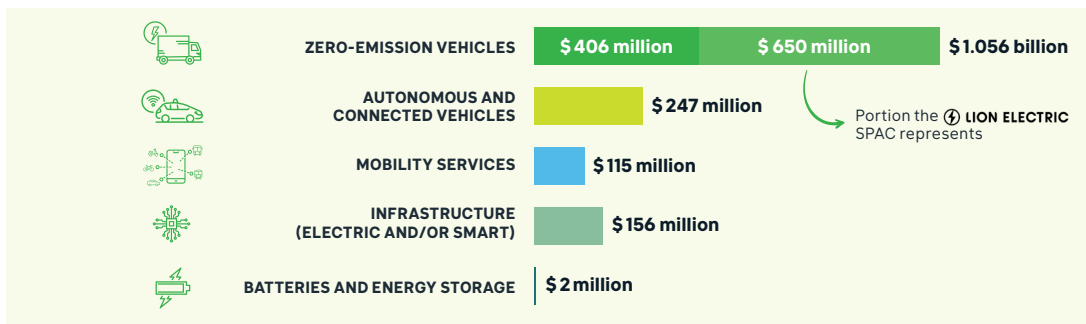 ZERO-EMISSION VEHICLES $406 million $650 million $1.056 billion
AUTONOMOUS AND
CONNECTED VEHICLES
$247 million
Portion the LION ELECTRIC
SPAC represents
MOBILITY SERVICES $115 million
INFRASTRUCTURE
(ELECTRIC AND/OR SMART)
$156 million
BATTERIES AND ENERGY STORAGE $2 million